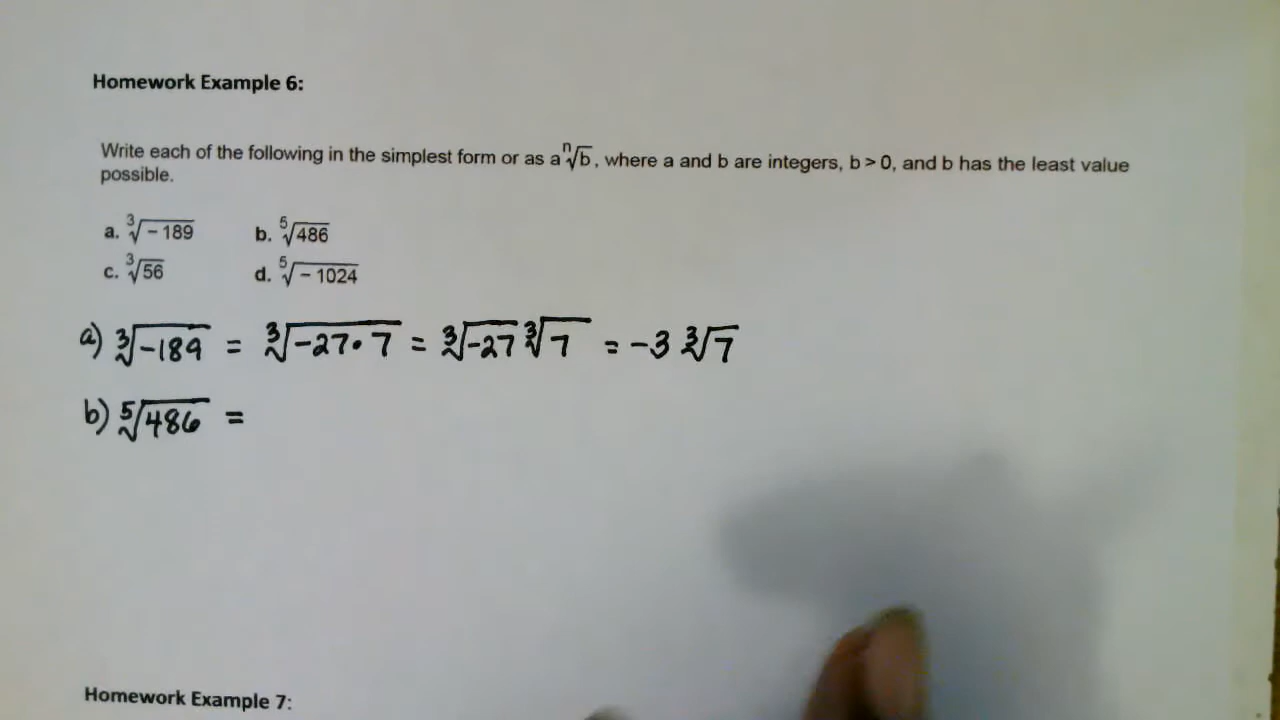 Homework Example 6:
Write each of the following in the simplest form or as a ⁿ√b, where a and b are integers, b > 0, and b has the least value
possible.
a. ³√−189 b. ⁵√486
c. ³√56 d. ⁵√−1024
a) ³√-189 = ³√-27•7 = ³√-27 ³√7 = -3 ³√7
b) ⁵√486 =
Homework Example 7: